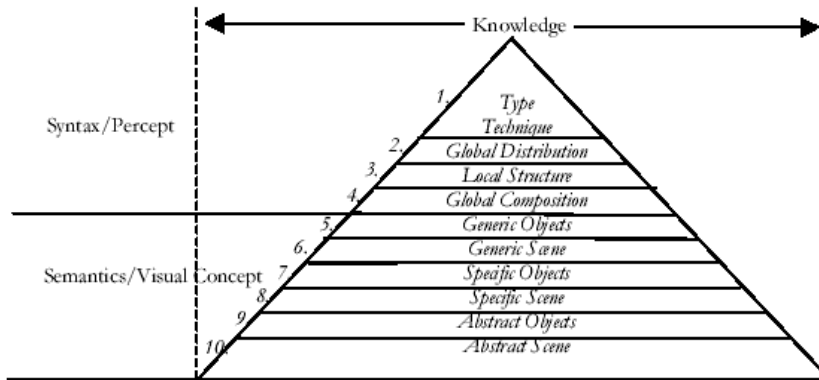 Knowledge
Syntax/Percept
1. Type
Technique
2. Global Distribution
3. Local Structure
4. Global Composition
5. Generic Objects
6. Generic Scene
Semantics/Visual Concept
7. Specific Objects
8. Specific Scene
9 Abstract Objects
10. Abstract Scene